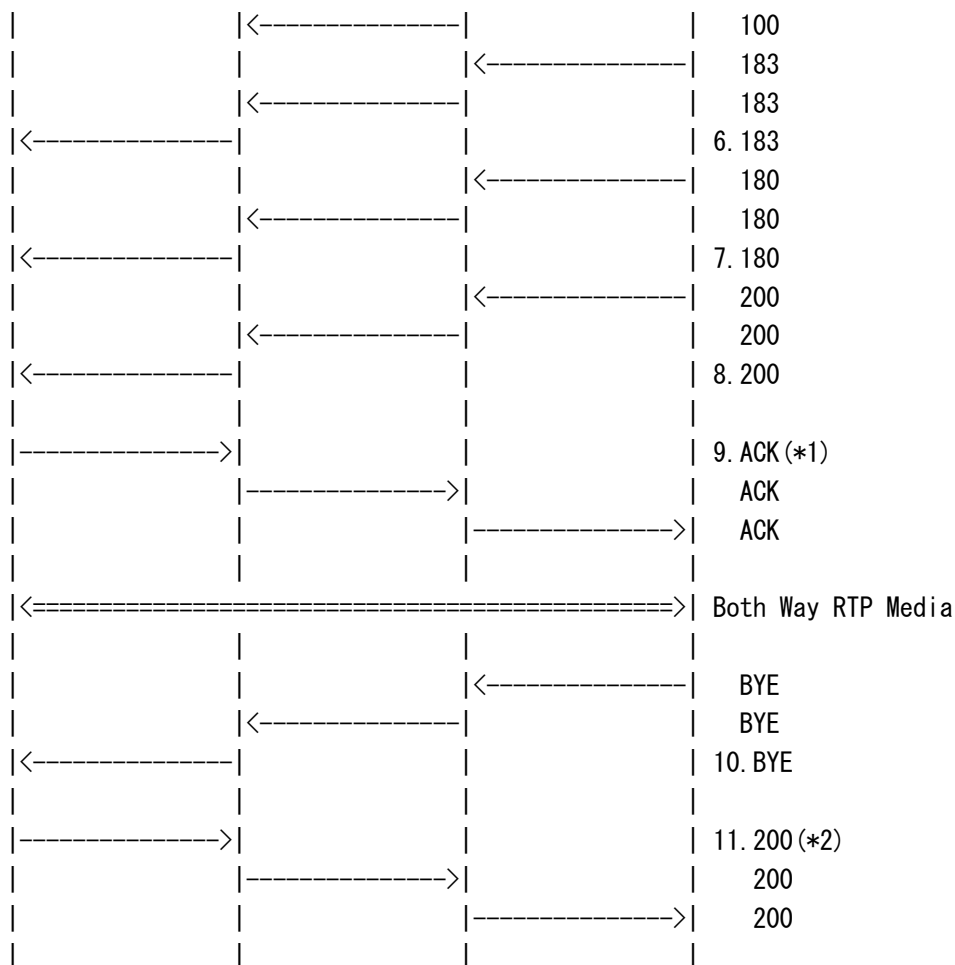 |                |<---------------|                |   100
|                |                |<---------------|   183
|                |<---------------|                |   183
|<---------------|                |                | 6.183
|                |                |<---------------|   180
|                |<---------------|                |   180
|<---------------|                |                | 7.180
|                |                |<---------------|   200
|                |<---------------|                |   200
|<---------------|                |                | 8.200
|                |                |                |
|--------------->|                |                | 9.ACK(*1)
|                |--------------->|                |   ACK
|                |                |--------------->|   ACK
|                |                |                |
|<================================================>| Both Way RTP Media
|                |                |                |
|                |                |<---------------|   BYE
|                |<---------------|                |   BYE
|<---------------|                |                | 10.BYE
|                |                |                |
|--------------->|                |                | 11.200(*2)
|                |--------------->|                |    200
|                |                |--------------->|    200
|                |                |                |